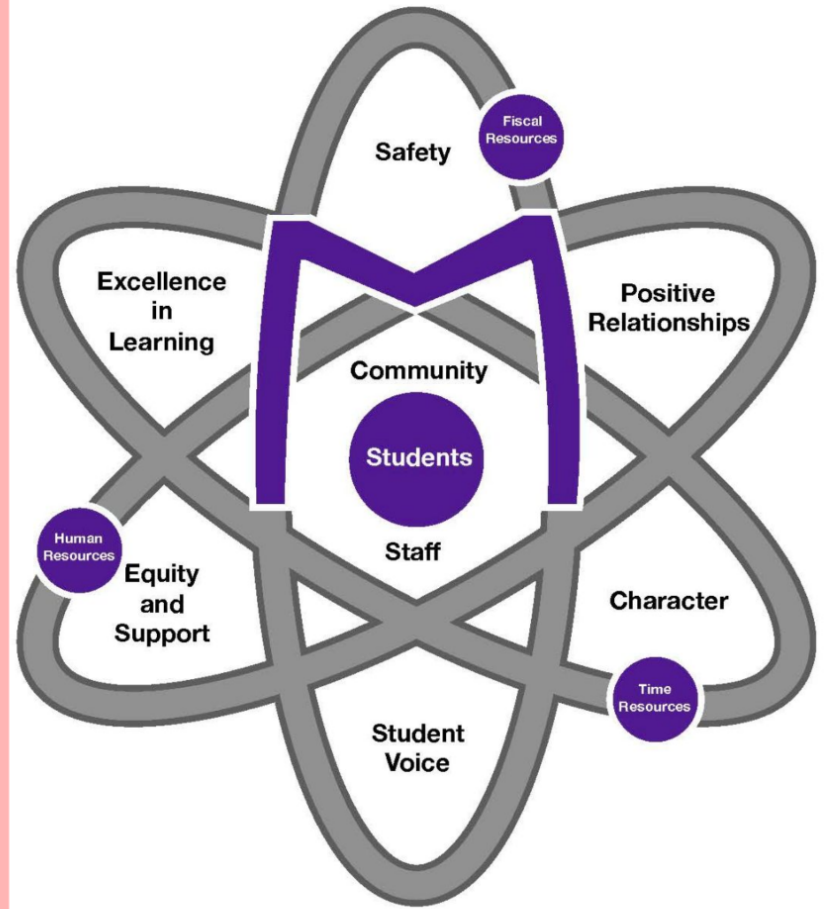 Fiscal
Resources
Safety
Excellence
in
Learning
Positive
Relationships
Community
Students
Staff
Human
Resources
Equity
and
Support
Character
Time
Resources
Student
Voice